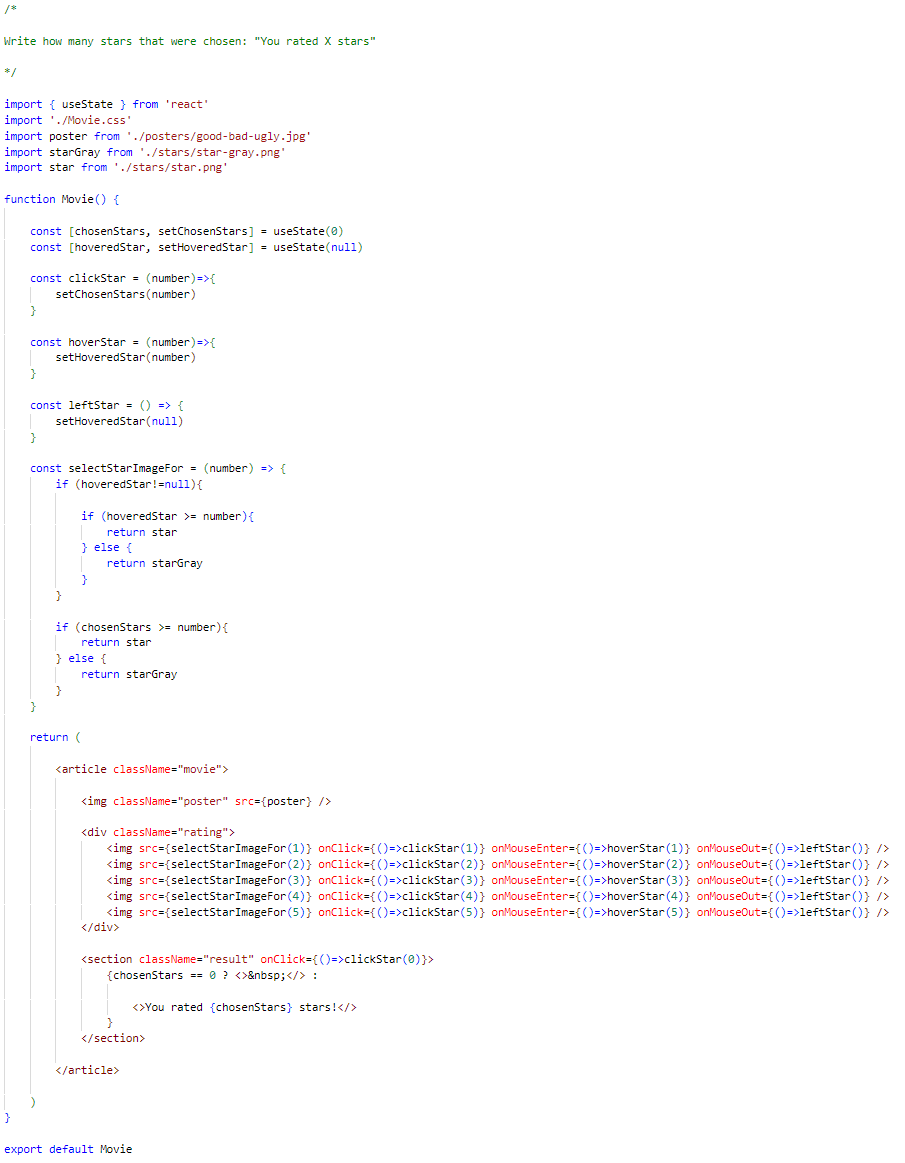 /*
Write how many stars that were chosen: "You rated X stars"
*/
import { useState } from 'react'
import './Movie.css'
import poster from './posters/good-bad-ugly.jpg'
import starGray from './stars/star-gray.png'
import star from './stars/star.png'
function Movie() {
const [chosenStars, setChosenStars] = useState(0)
const [hoveredStar, setHoveredStar] = useState(null)
const clickStar = (number)=>{
setChosenStars(number)
}
const hoverStar = (number)=>{
setHoveredStar(number)
}
const leftStar = () => {
setHoveredStar(null)
}
const selectStarImageFor = (number) => {
if (hoveredStar!=null){
if (hoveredStar >= number){
return star
} else {
return starGray
}
}
if (chosenStars >= number){
return star
} else {
return starGray
}
}
return (
<article className="movie">
<img className="poster" src={poster} />
<div className="rating">
<img src={selectStarImageFor(1)} onClick={()=>clickStar(1)} onMouseEnter={()=>hoverStar(1)} onMouseOut={()=>leftStar()} />
<img src={selectStarImageFor(2)} onClick={()=>clickStar(2)} onMouseEnter={()=>hoverStar(2)} onMouseOut={()=>leftStar()} />
<img src={selectStarImageFor(3)} onClick={()=>clickStar(3)} onMouseEnter={()=>hoverStar(3)} onMouseOut={()=>leftStar()} />
<img src={selectStarImageFor(4)} onClick={()=>clickStar(4)} onMouseEnter={()=>hoverStar(4)} onMouseOut={()=>leftStar()} />
<img src={selectStarImageFor(5)} onClick={()=>clickStar(5)} onMouseEnter={()=>hoverStar(5)} onMouseOut={()=>leftStar()} />
</div>
<section className="result" onClick={()=>clickStar(0)}>
{chosenStars == 0 ? <>&nbsp;</> :
<>You rated {chosenStars} stars!</>
}
</section>
</article>
)
}
export default Movie